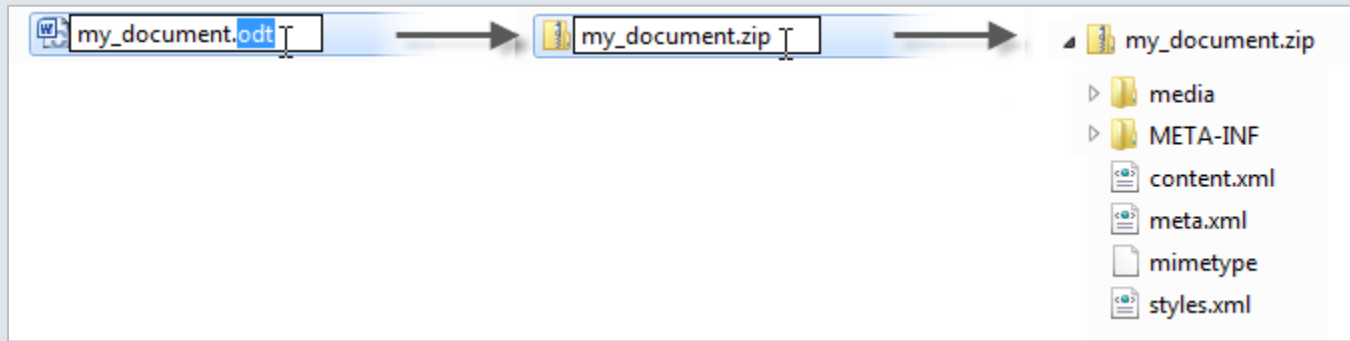 my_document.odt
my_document.zip
my_document.zip
media
META-INF
content.xml
meta.xml
mimetype
styles.xml